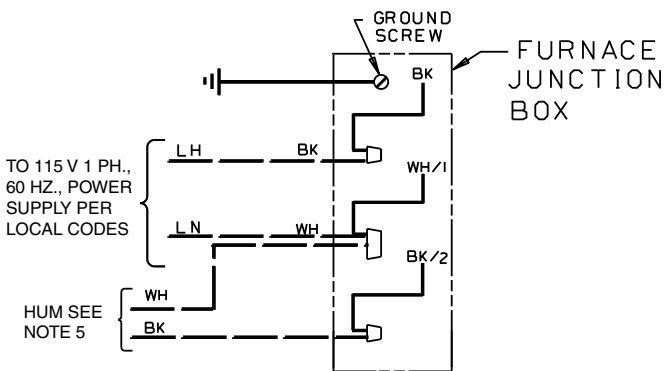 GROUND
SCREW
FURNACE
JUNCTION
BOX
BK
TO 115 V 1 PH.,
60 HZ., POWER
SUPPLY PER
LOCAL CODES
LH
BK
WH/1
LN
WH
BK/2
WH
HUM SEE
NOTE 5
BK